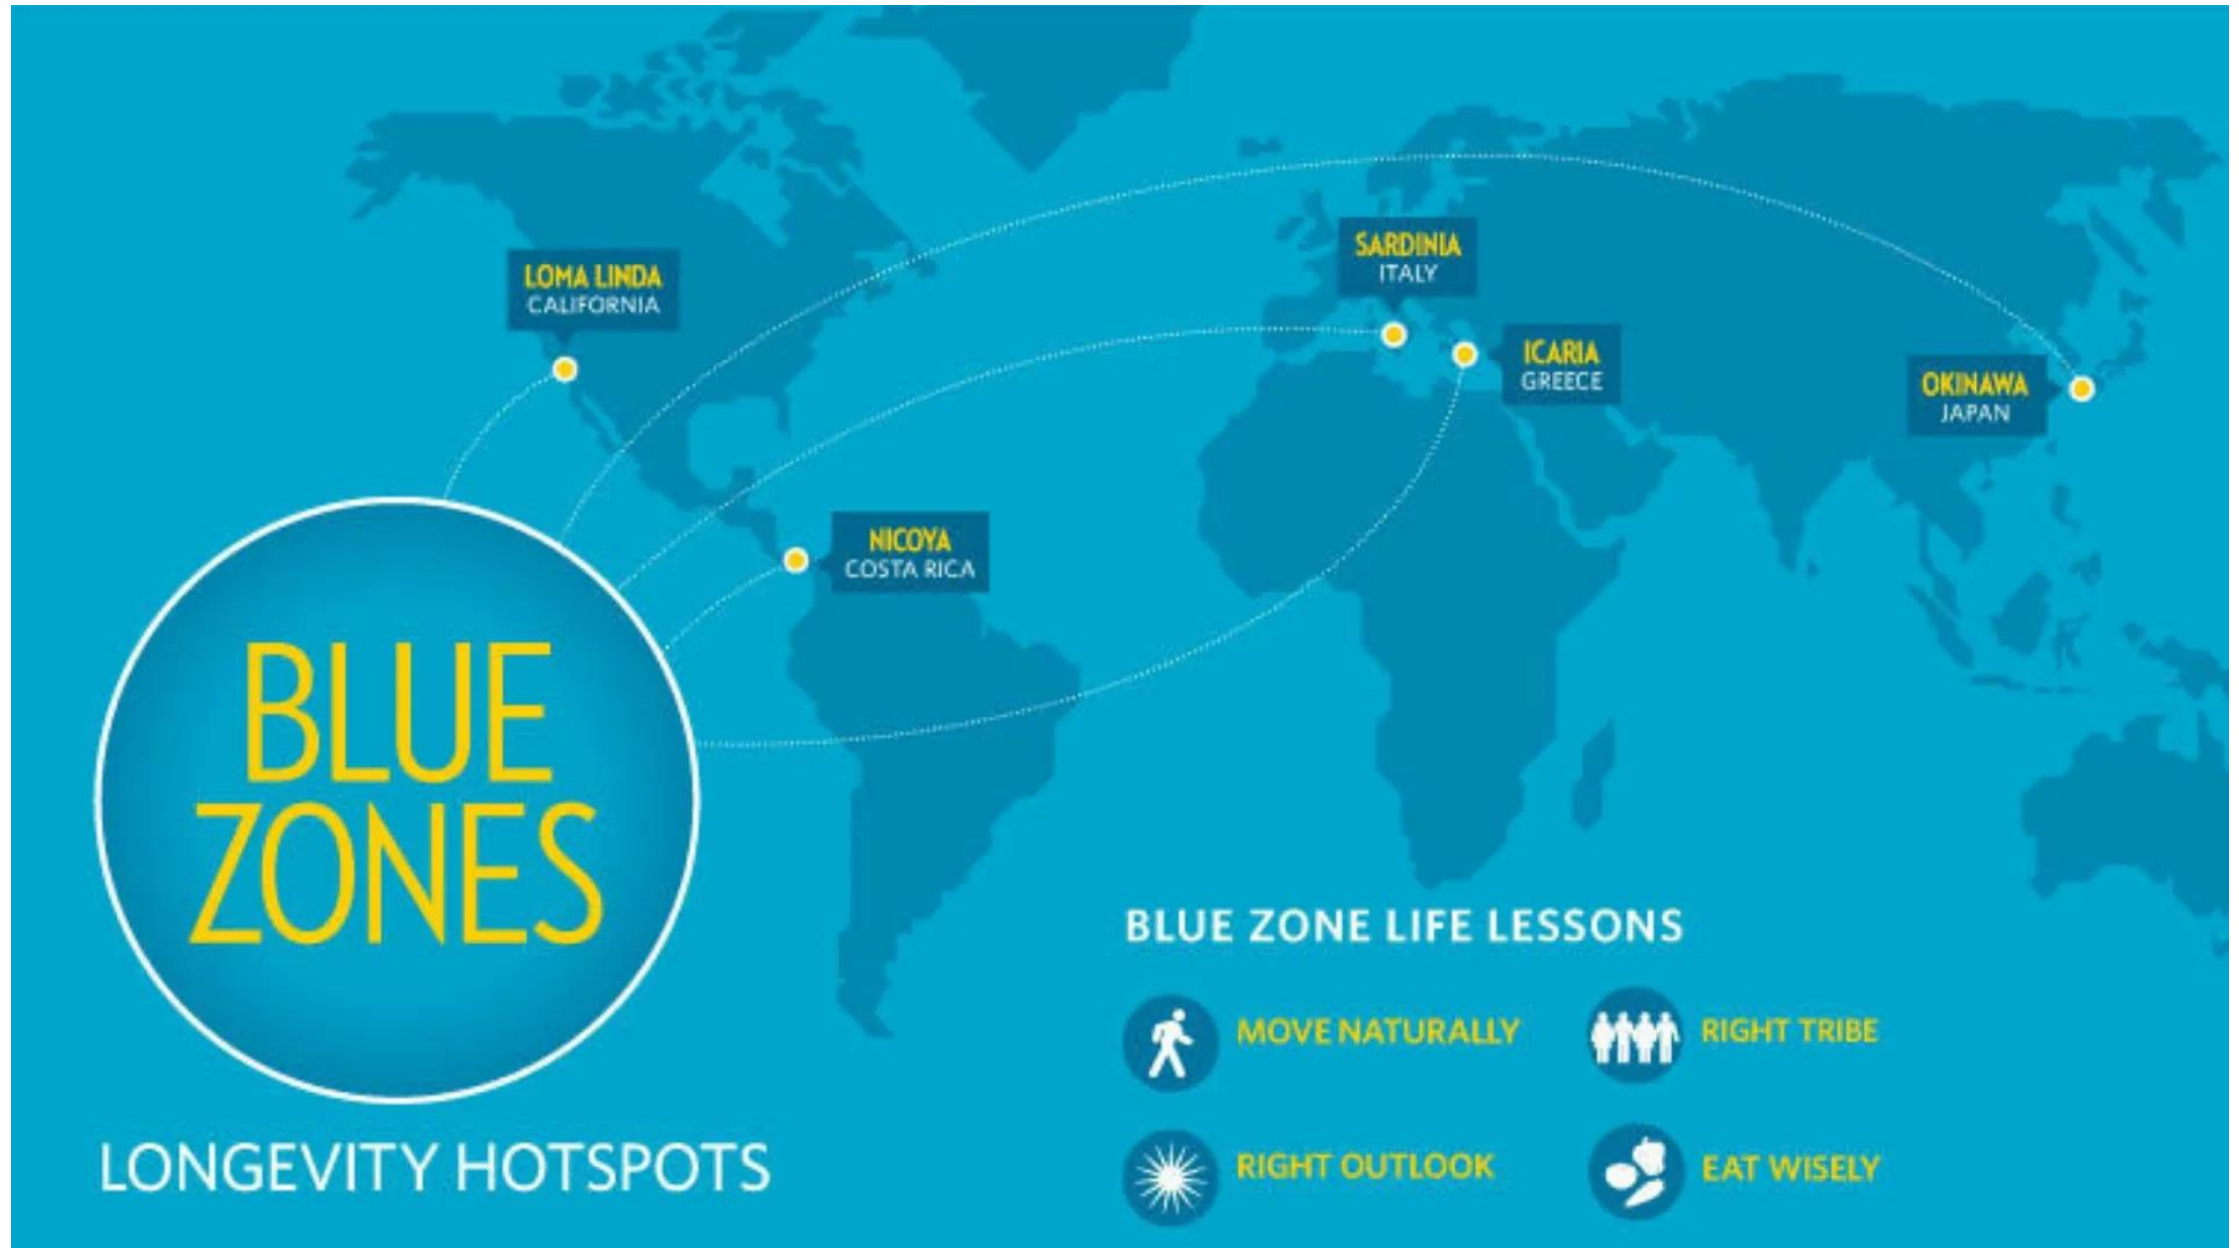 LOMA LINDA
CALIFORNIA
SARDINIA
ITALY
ICARIA
GREECE
OKINAWA
JAPAN
NICOYA
COSTA RICA
BLUE
ZONES
LONGEVITY HOTSPOTS
BLUE ZONE LIFE LESSONS
MOVE NATURALLY
RIGHT TRIBE
RIGHT OUTLOOK
EAT WISELY